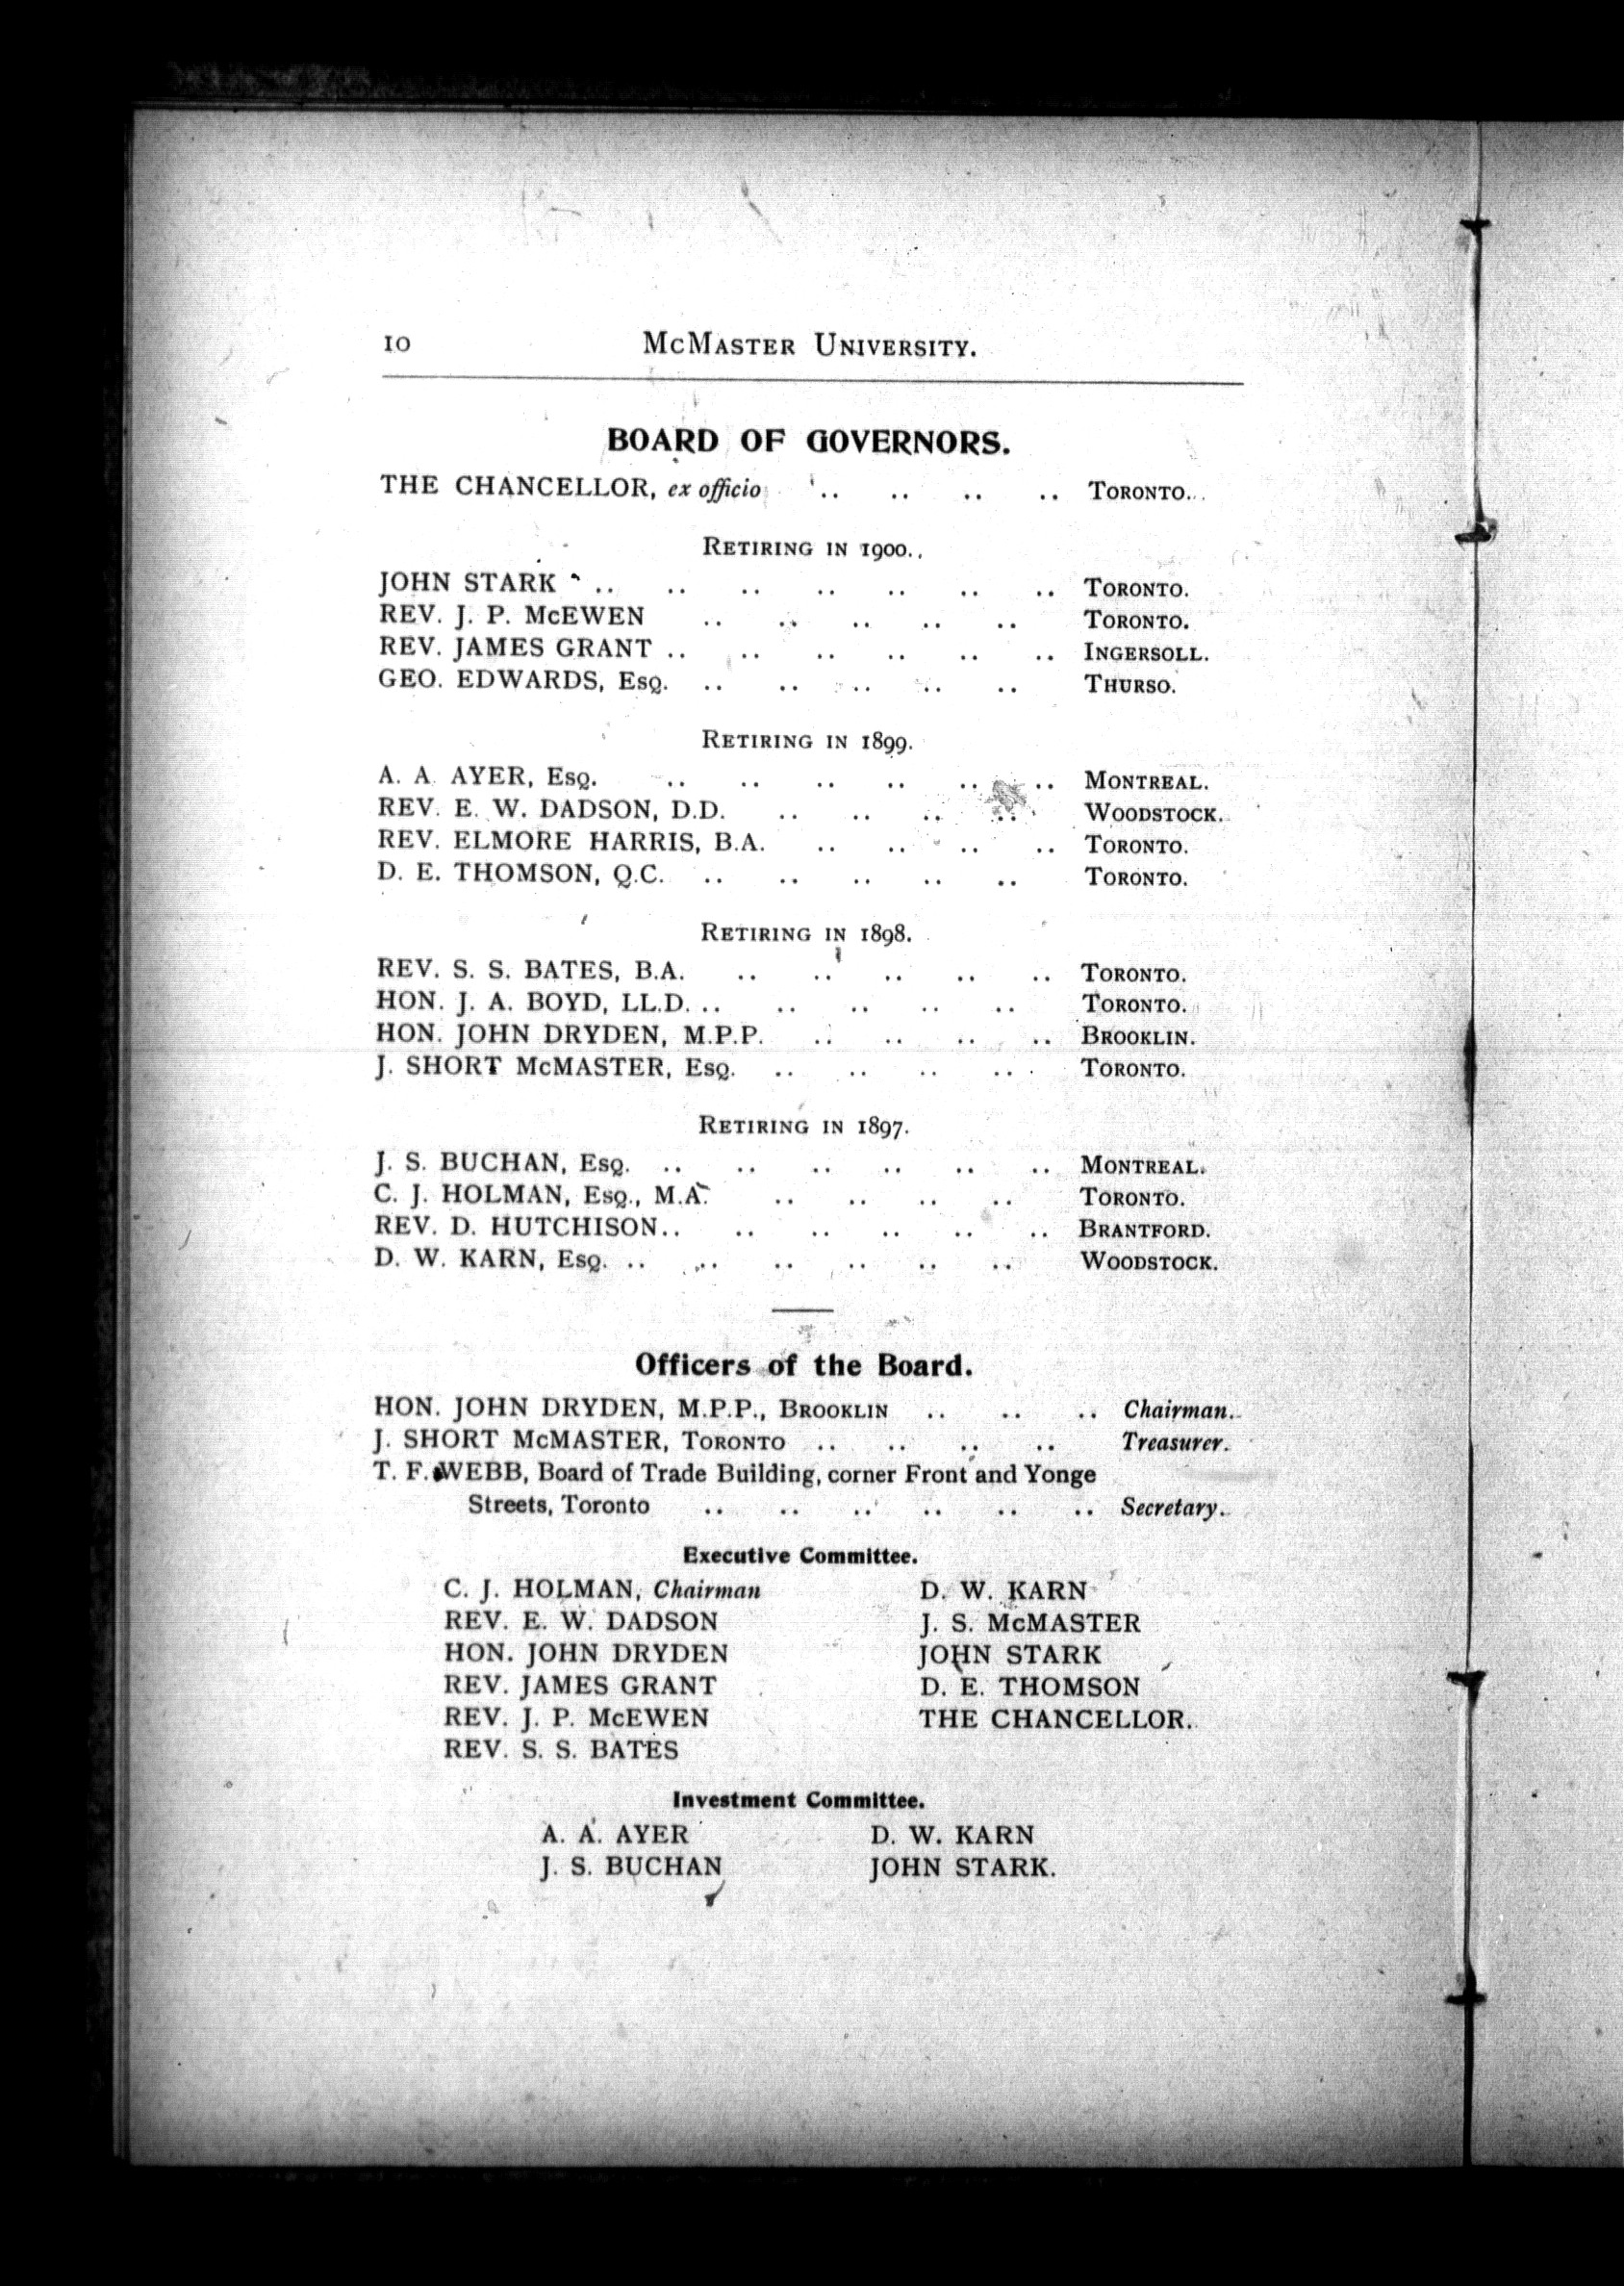 10 McMaster University.
BOARD OF GOVERNORS.
THE CHANCELLOR, ex officio .. .. .. .. Toronto.
Retiring in 1900.
JOHN STARK .. .. .. .. .. .. .. Toronto.
REV. J. P. McEWEN .. .. .. .. .. Toronto.
REV. JAMES GRANT .. .. .. .. .. .. Ingersoll.
GEO. EDWARDS, Esq. .. .. .. .. .. Thurso.
Retiring in 1899.
A. A. AYER, Esq. .. .. .. .. .. .. Montreal.
REV. E. W. DADSON, D.D. .. .. .. .. Woodstock.
REV. ELMORE HARRIS, B.A. .. .. .. .. Toronto.
D. E. THOMSON, Q.C. .. .. .. .. .. Toronto.
Retiring in 1898.
REV. S. S. BATES, B.A. .. .. .. .. .. Toronto.
HON. J. A. BOYD, LL.D. .. .. .. .. .. Toronto.
HON. JOHN DRYDEN, M.P.P. .. .. .. .. Brooklin.
J. SHORT McMASTER, Esq. .. .. .. .. Toronto.
Retiring in 1897.
J. S. BUCHAN, Esq. .. .. .. .. .. .. Montreal.
C. J. HOLMAN, Esq., M.A. .. .. .. .. Toronto.
REV. D. HUTCHISON .. .. .. .. .. .. Brantford.
D. W. KARN, Esq. .. .. .. .. .. .. Woodstock.
Officers of the Board.
HON. JOHN DRYDEN, M.P.P., Brooklin .. .. .. Chairman.
J. SHORT McMASTER, Toronto .. .. .. .. Treasurer.
T. F. WEBB, Board of Trade Building, corner Front and Yonge
Streets, Toronto .. .. .. .. .. .. Secretary.
Executive Committee.
C. J. HOLMAN, Chairman D. W. KARN
REV. E. W. DADSON J. S. McMASTER
HON. JOHN DRYDEN JOHN STARK
REV. JAMES GRANT D. E. THOMSON
REV. J. P. McEWEN THE CHANCELLOR.
REV. S. S. BATES
Investment Committee.
A. A. AYER D. W. KARN
J. S. BUCHAN JOHN STARK.